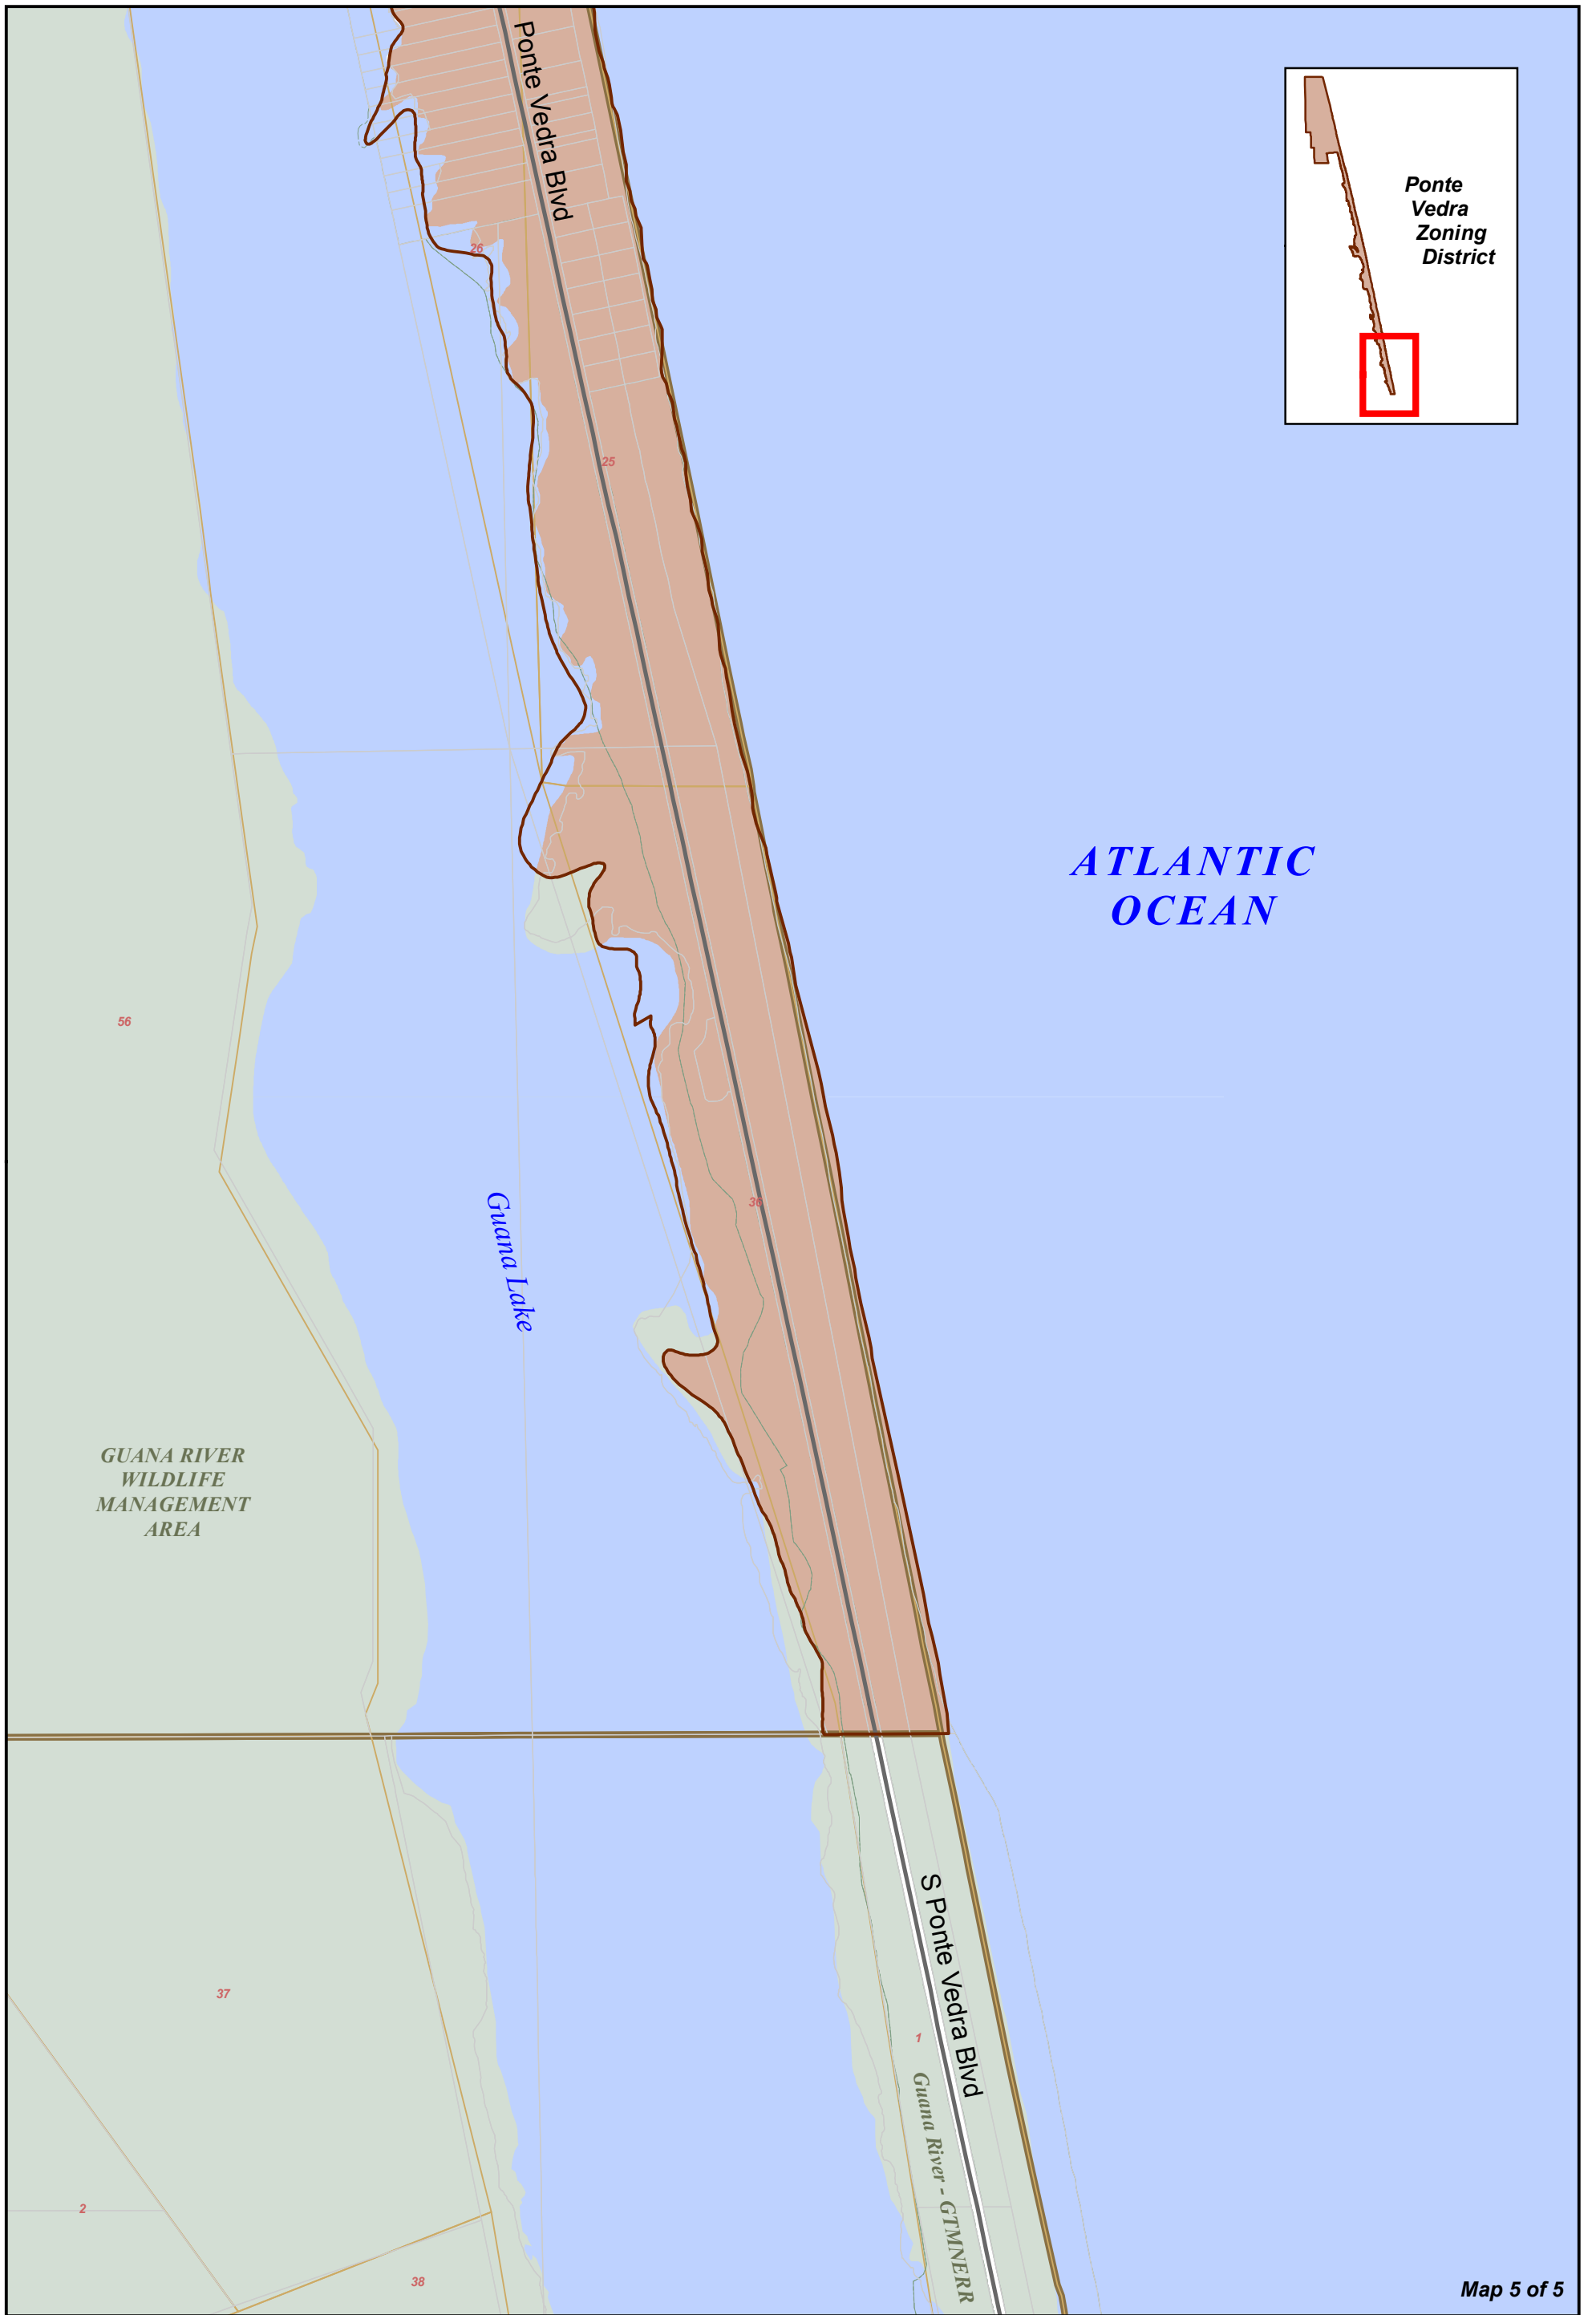 Ponte Vedra Blvd
Ponte
Vedra
Zoning
District
26
25
ATLANTIC
OCEAN
56
36
Guana Lake
GUANA RIVER
WILDLIFE
MANAGEMENT
AREA
S Ponte Vedra Blvd
37
1
Guana River - GTMNERR
2
38
Map 5 of 5